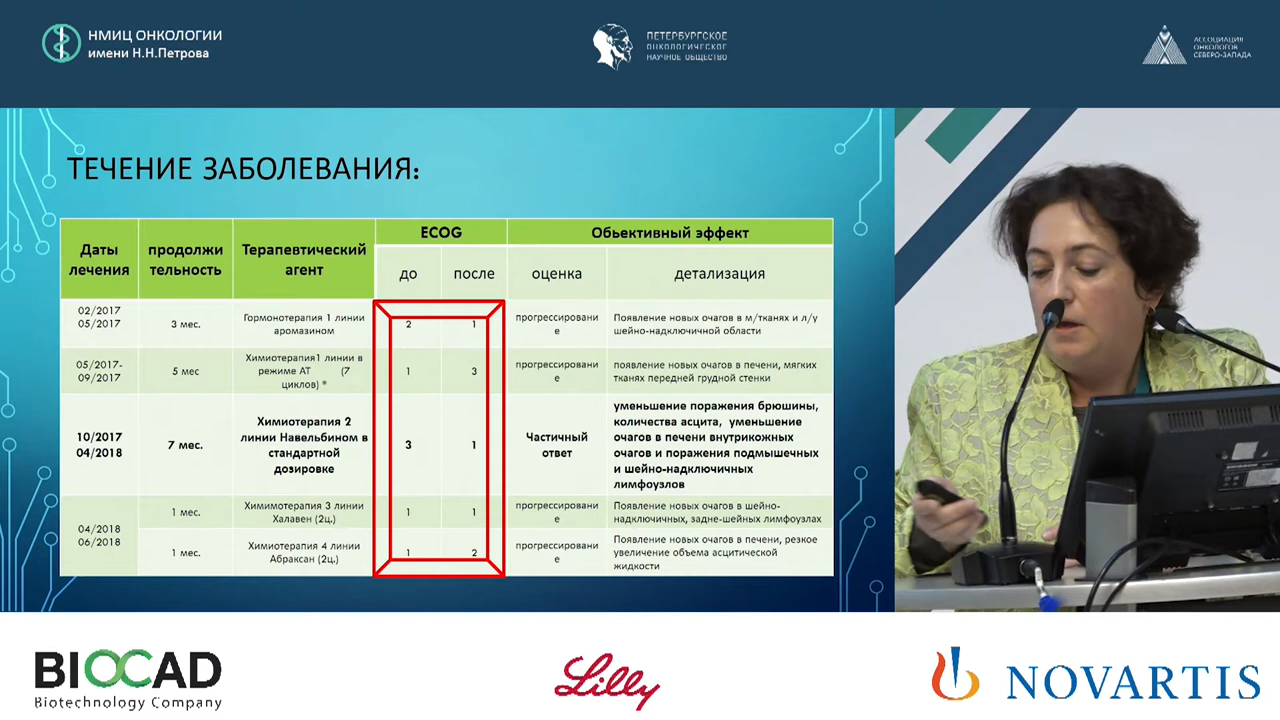 НМИЦ ОНКОЛОГИИ
имени Н.Н.Петрова
ПЕТЕРБУРГСКОЕ
ОНКОЛОГИЧЕСКОЕ
НАУЧНОЕ ОБЩЕСТВО
АССОЦИАЦИЯ
ОНКОЛОГОВ
СЕВЕРО-ЗАПАДА
ТЕЧЕНИЕ ЗАБОЛЕВАНИЯ:
Даты
лечения
продолжи
тельность
Терапевтический
агент
ECOG
Обьективный эффект
до
после
оценка
детализация
02/2017
05/2017
3 мес.
Гормонотерапия 1 линии
аромазином
2
1
прогрессировани
е
Появление новых очагов в м/тканях и л/у
шейно-надключичной области
05/2017-
09/2017
5 мес
Химиотерапия1 линии в
режиме АТ (7
циклов) *
1
3
прогрессировани
е
появление новых очагов в печени, мягких
тканях передней грудной стенки
10/2017
04/2018
7 мес.
Химиотерапия 2
линии Навельбином в
стандартной
дозировке
3
1
Частичный
ответ
уменьшение поражения брюшины,
количества асцита, уменьшение
очагов в печени внутрикожных
очагов и поражения подмышечных
и шейно-надключичных
лимфоузлов
04/2018
06/2018
1 мес.
Химимотерапия 3 линии
Халавен (2ц.)
1
1
прогрессировани
е
Появление новых очагов в шейно-
надключичных, задне-шейных лимфоузлах
1 мес.
Химиотерапия 4 линии
Абраксан (2ц.)
1
2
прогрессировани
е
Появление новых очагов в печени, резкое
увеличение объема асцитической
жидкости
BIOCAD
Biotechnology Company
Lilly
NOVARTIS